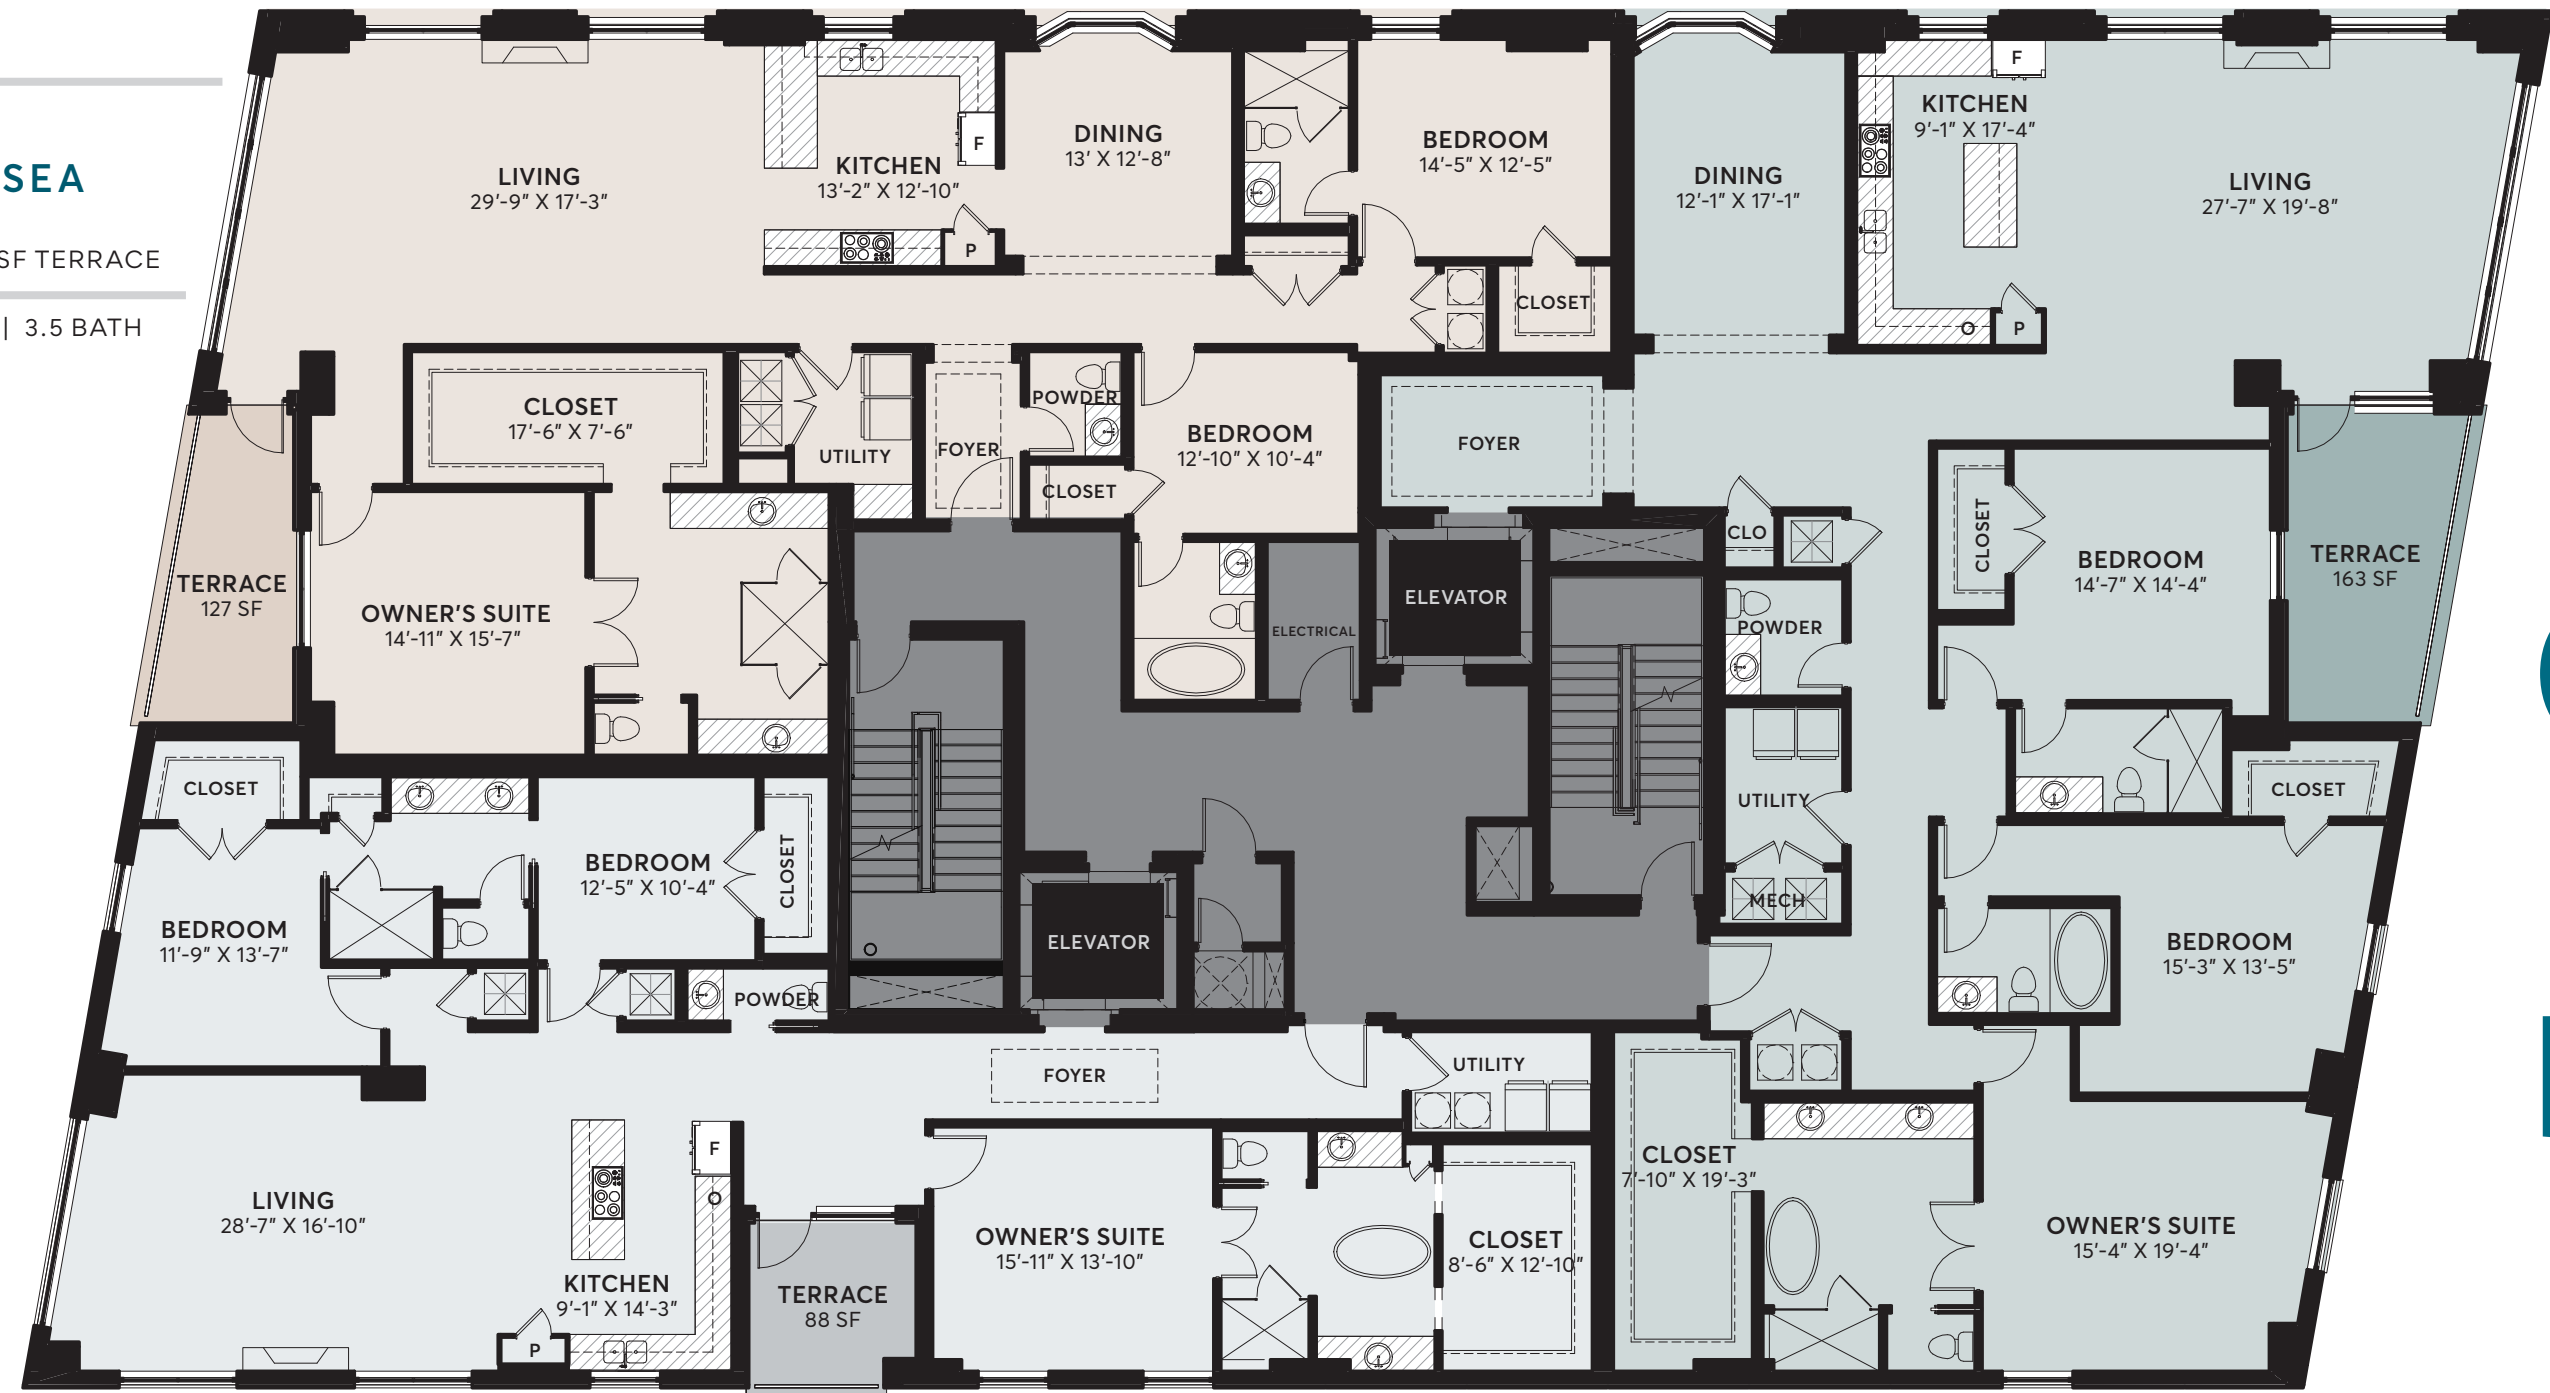 SEA
SF TERRACE
| 3.5 BATH
LIVING
29'-9" X 17'-3"
KITCHEN
13'-2" X 12'-10"
F
P
DINING
13' X 12'-8"
BEDROOM
14'-5" X 12'-5"
CLOSET
DINING
12'-1" X 17'-1"
KITCHEN
9'-1" X 17'-4"
F
P
LIVING
27'-7" X 19'-8"
CLOSET
17'-6" X 7'-6"
UTILITY
FOYER
POWDER
CLOSET
BEDROOM
12'-10" X 10'-4"
FOYER
TERRACE
127 SF
OWNER'S SUITE
14'-11" X 15'-7"
ELECTRICAL
ELEVATOR
CLO
POWDER
CLOSET
BEDROOM
14'-7" X 14'-4"
TERRACE
163 SF
UTILITY
MECH
CLOSET
BEDROOM
15'-3" X 13'-5"
CLOSET
BEDROOM
11'-9" X 13'-7"
BEDROOM
12'-5" X 10'-4"
CLOSET
POWDER
ELEVATOR
FOYER
UTILITY
LIVING
28'-7" X 16'-10"
F
O
KITCHEN
9'-1" X 14'-3"
P
TERRACE
88 SF
OWNER'S SUITE
15'-11" X 13'-10"
CLOSET
8'-6" X 12'-10"
CLOSET
7'-10" X 19'-3"
OWNER'S SUITE
15'-4" X 19'-4"